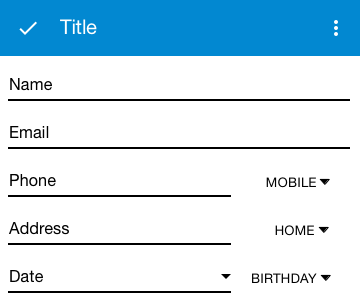 Title
Name
Email
Phone MOBILE
Address HOME
Date BIRTHDAY